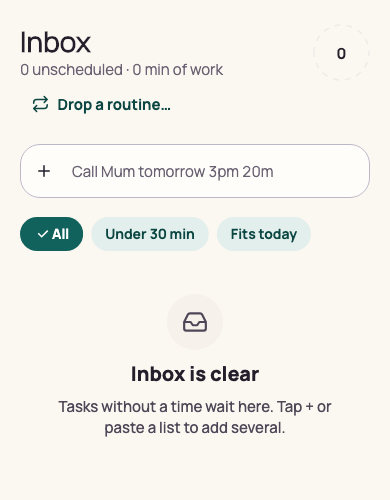 Inbox
0 unscheduled · 0 min of work
0
Drop a routine...
Call Mum tomorrow 3pm 20m
All
Under 30 min
Fits today
Inbox is clear
Tasks without a time wait here. Tap + or
paste a list to add several.